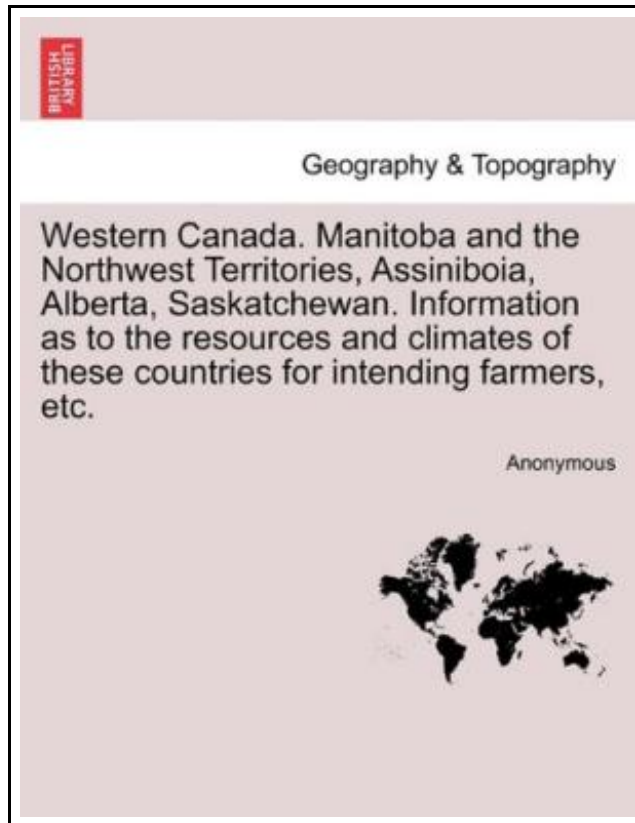 BRITISH
LIBRARY
Geography & Topography
Western Canada. Manitoba and the
Northwest Territories, Assiniboia,
Alberta, Saskatchewan. Information
as to the resources and climates of
these countries for intending farmers,
etc.
Anonymous